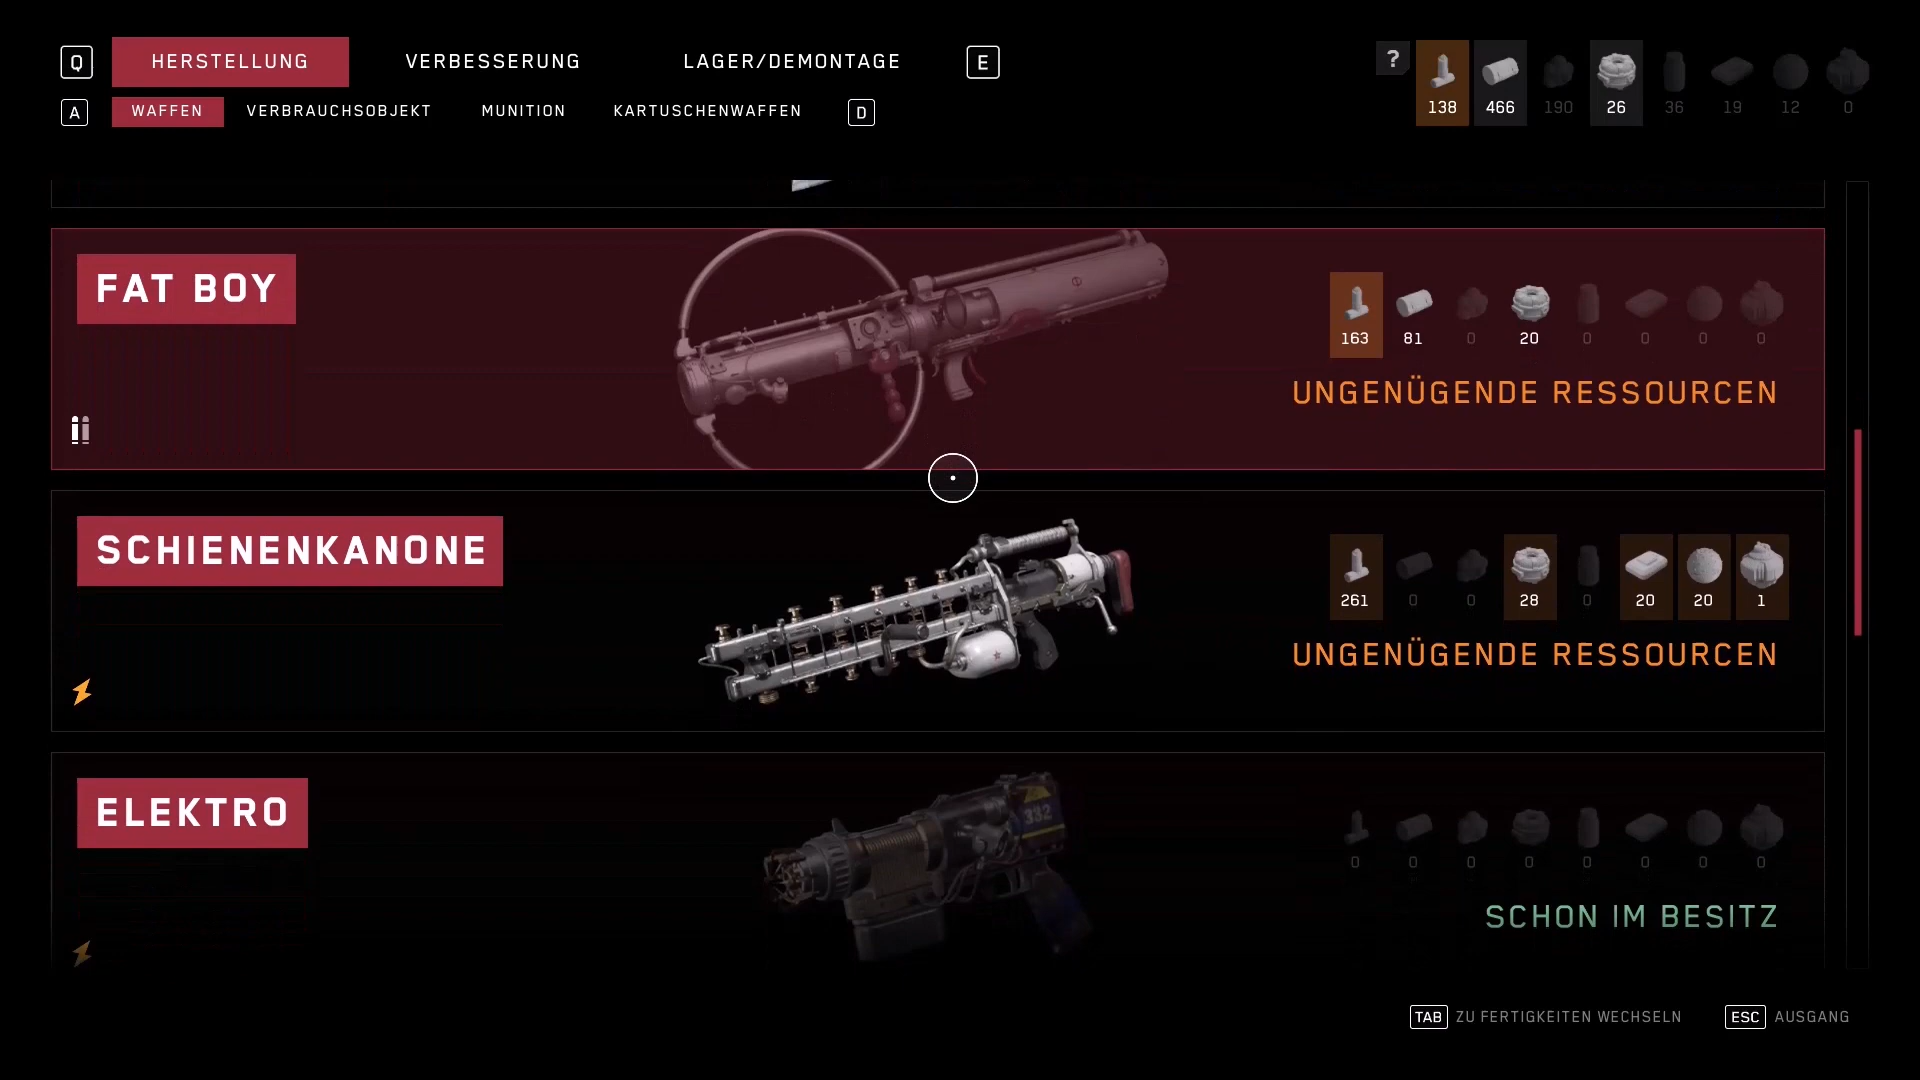 Q HERSTELLUNG VERBESSERUNG LAGER/DEMONTAGE E
A WAFFEN VERBRAUCHSOBJEKT MUNITION KARTUSCHENWAFFEN D
?
138 466 190 26 36 19 12 0
FAT BOY
163 81 0 20 0 0 0 0
UNGENÜGENDE RESSOURCEN
SCHIENENKANONE
261 0 0 28 0 20 20 1
UNGENÜGENDE RESSOURCEN
ELEKTRO
332
0 0 0 0 0 0 0 0
SCHON IM BESITZ
TAB ZU FERTIGKEITEN WECHSELN ESC AUSGANG